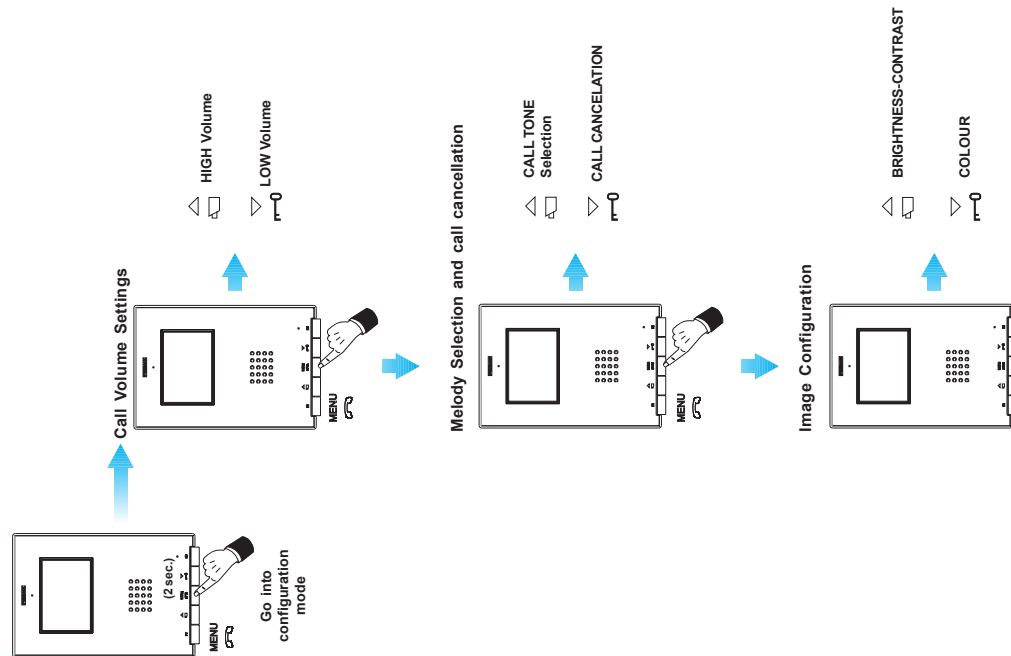 (2 sec.)
MENU
Go into
configuration
mode
Call Volume Settings
MENU
HIGH Volume
LOW Volume
Melody Selection and call cancellation
MENU
CALL TONE
Selection
CALL CANCELATION
Image Configuration
BRIGHTNESS-CONTRAST
COLOUR